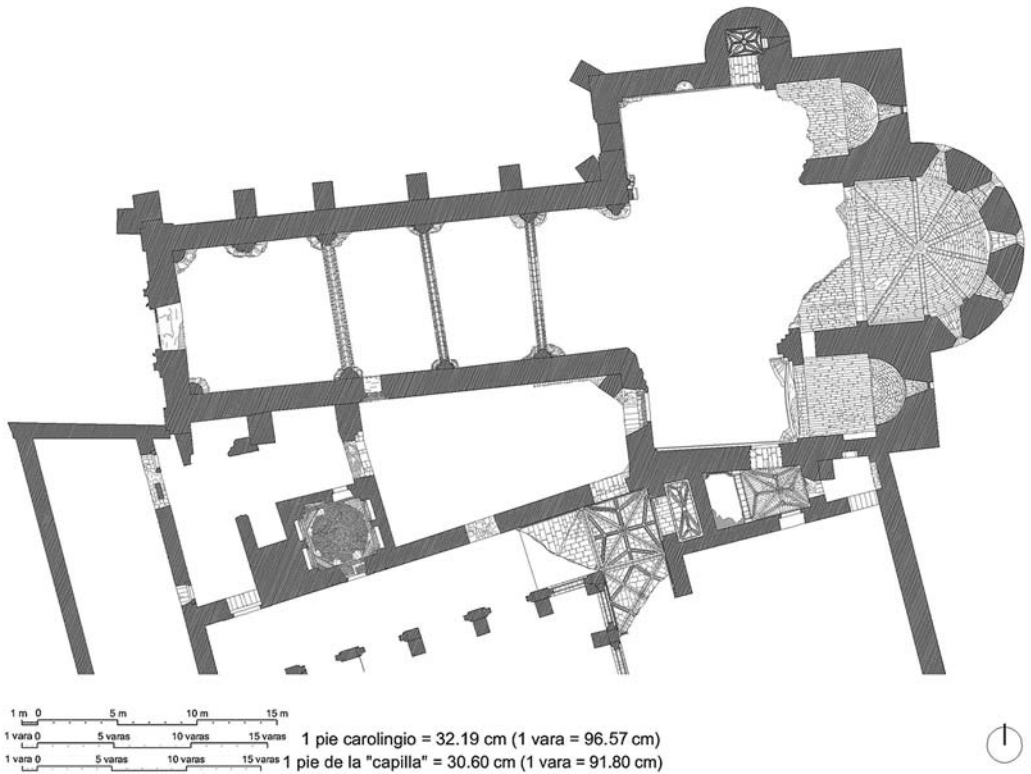 1 m 0 5 m 10 m 15 m
1 vara 0 5 varas 10 varas 15 varas
1 pie carolingio = 32.19 cm (1 vara = 96.57 cm)
1 vara 0 5 varas 10 varas 15 varas
1 pie de la "capilla" = 30.60 cm (1 vara = 91.80 cm)